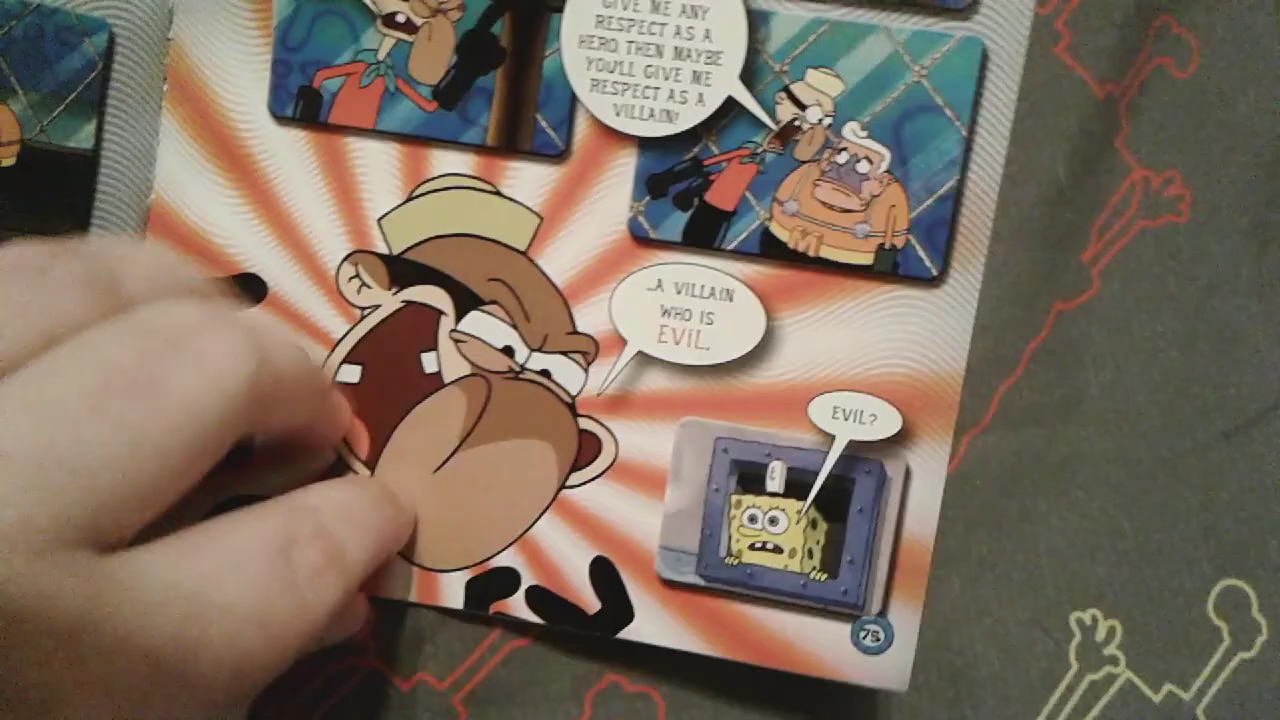 GIVE ME ANY
RESPECT AS A
HERO, THEN MAYBE
YOU'LL GIVE ME
RESPECT AS A
VILLAIN!
...A VILLAIN
WHO IS
EVIL.
EVIL?
75